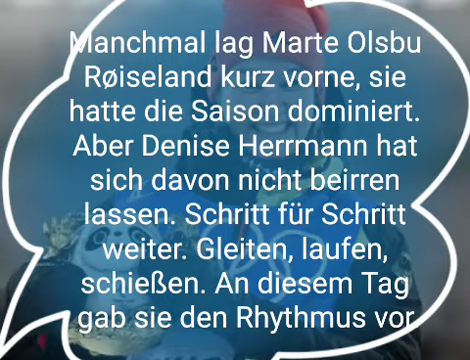 Manchmal lag Marte Olsbu
Røiseland kurz vorne, sie
hatte die Saison dominiert.
Aber Denise Herrmann hat
sich davon nicht beirren
lassen. Schritt für Schritt
weiter. Gleiten, laufen,
schießen. An diesem Tag
gab sie den Rhythmus vor.